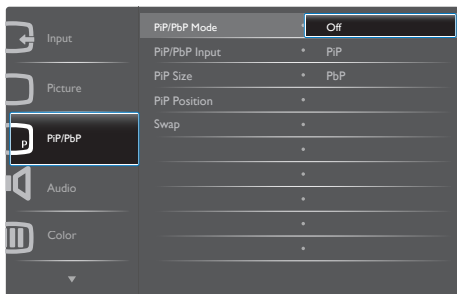 Input
Picture
P
PiP/PbP
Audio
Color
PiP/PbP Mode
PiP/PbP Input
PiP Size
PiP Position
Swap
Off
PiP
PbP